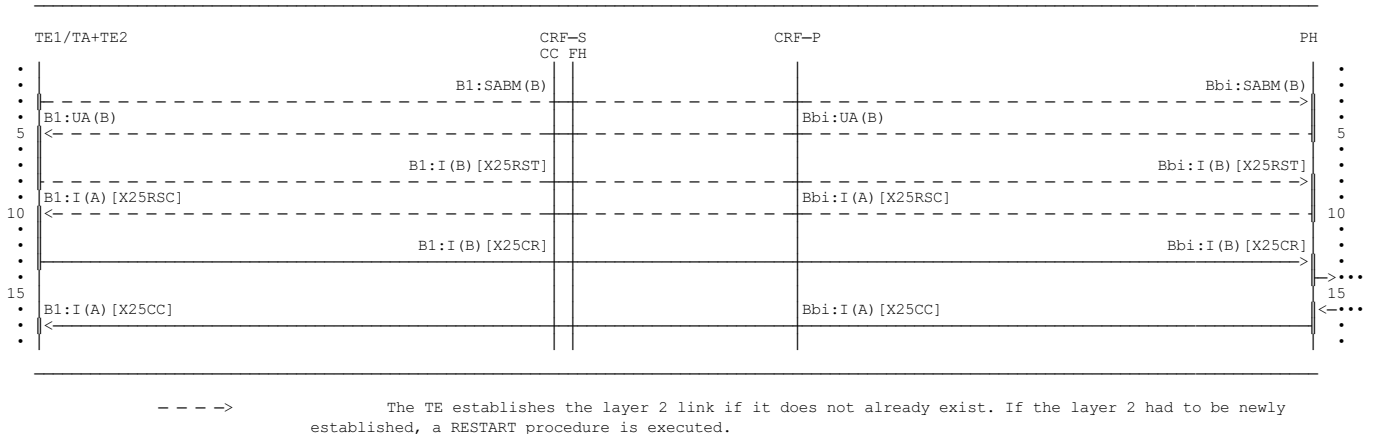 TE1/TA+TE2 CRF–S CRF–P PH
CC FH
B1:SABM(B) Bbi:SABM(B)
B1:UA(B) Bbi:UA(B)
5 5
B1:I(B)[X25RST] Bbi:I(B)[X25RST]
B1:I(A)[X25RSC] Bbi:I(A)[X25RSC]
10 10
B1:I(B)[X25CR] Bbi:I(B)[X25CR]
15 15
B1:I(A)[X25CC] Bbi:I(A)[X25CC]
The TE establishes the layer 2 link if it does not already exist. If the layer 2 had to be newly
established, a RESTART procedure is executed.